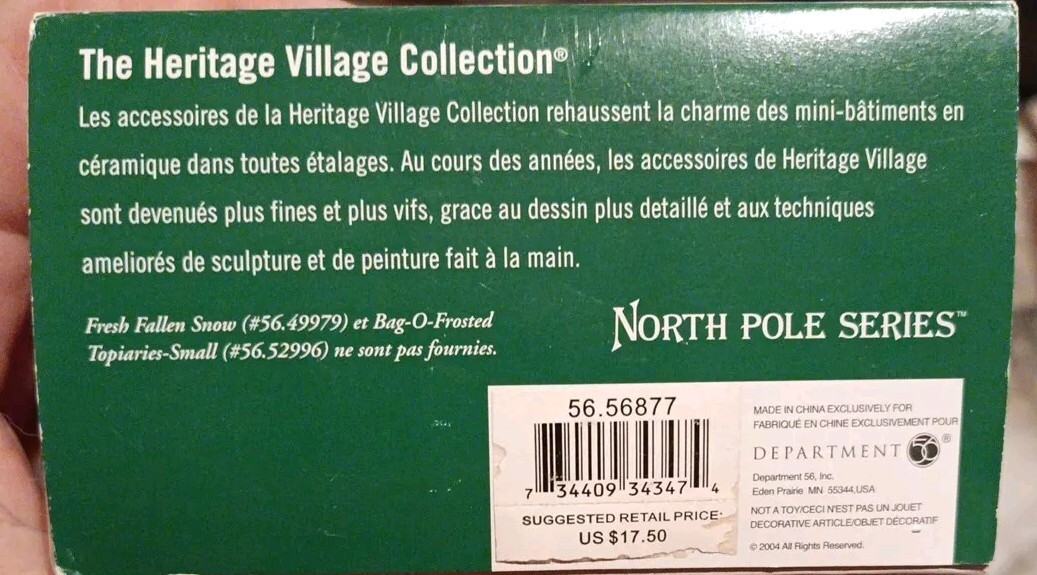 The Heritage Village Collection®
Les accessoires de la Heritage Village Collection rehaussent la charme des mini-bâtiments en
céramique dans toutes étalages. Au cours des années, les accessoires de Heritage Village
sont devenués plus fines et plus vifs, grace au dessin plus detaillé et aux techniques
ameliorés de sculpture et de peinture fait à la main.
Fresh Fallen Snow (#56.49979) et Bag-O-Frosted
Topiaries-Small (#56.52996) ne sont pas fournies.
NORTH POLE SERIES™
56.56877
7 34409 34347 4
SUGGESTED RETAIL PRICE:
US $17.50
MADE IN CHINA EXCLUSIVELY FOR
FABRIQUÉ EN CHINE EXCLUSIVEMENT POUR
DEPARTMENT 56®
Department 56, Inc.
Eden Prairie MN 55344,USA
NOT A TOY/CECI N'EST PAS UN JOUET
DECORATIVE ARTICLE/OBJET DÉCORATIF
© 2004 All Rights Reserved.